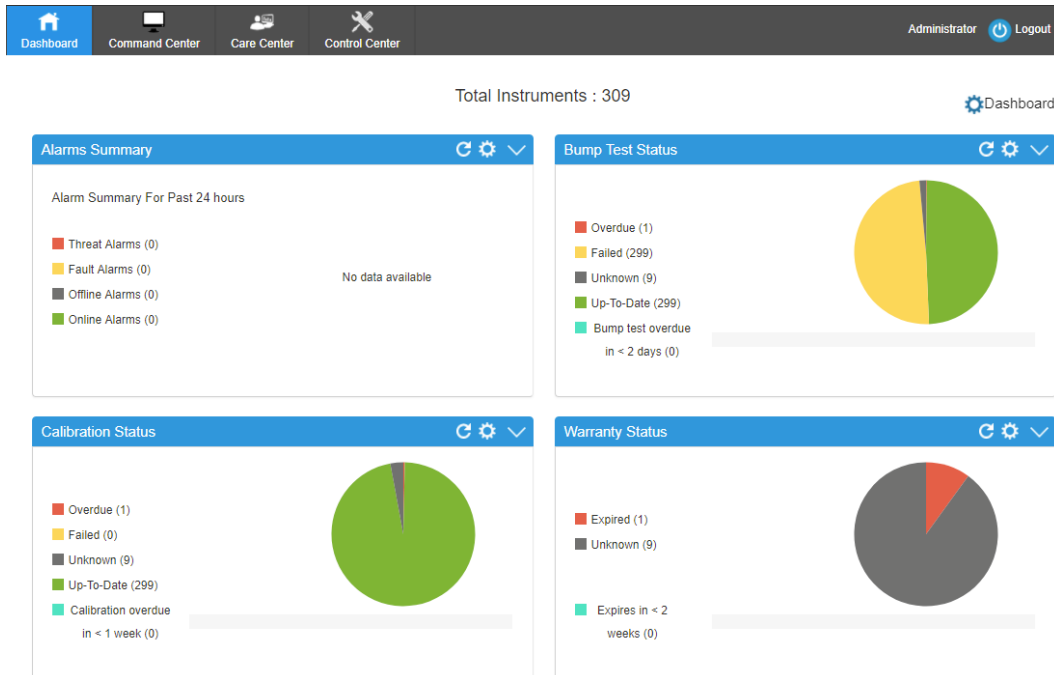 Dashboard
Command Center
Care Center
Control Center
Administrator
Logout
Total Instruments : 309
Dashboard
Alarms Summary
Alarm Summary For Past 24 hours
Threat Alarms (0)
Fault Alarms (0)
Offline Alarms (0)
Online Alarms (0)
No data available
Bump Test Status
Overdue (1)
Failed (299)
Unknown (9)
Up-To-Date (299)
Bump test overdue
in < 2 days (0)
Calibration Status
Overdue (1)
Failed (0)
Unknown (9)
Up-To-Date (299)
Calibration overdue
in < 1 week (0)
Warranty Status
Expired (1)
Unknown (9)
Expires in < 2
weeks (0)